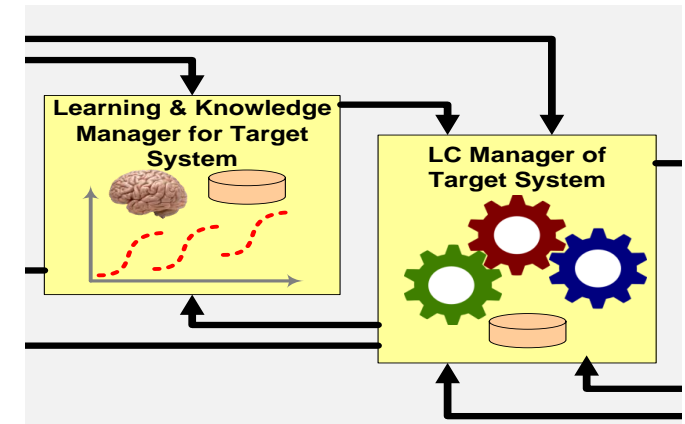 Learning & Knowledge
Manager for Target
System
LC Manager of
Target System